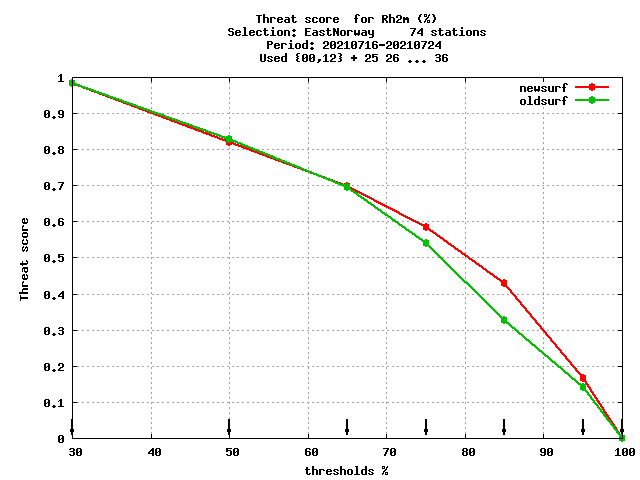 Threat score  for Rh2m (%)
Selection: EastNorway     74 stations
Period: 20210716-20210724
Used {00,12} + 25 26 ... 36
newsurf
oldsurf
1
0.9
0.8
0.7
0.6
0.5
0.4
0.3
0.2
0.1
0
Threat score
30 40 50 60 70 80 90 100
thresholds %